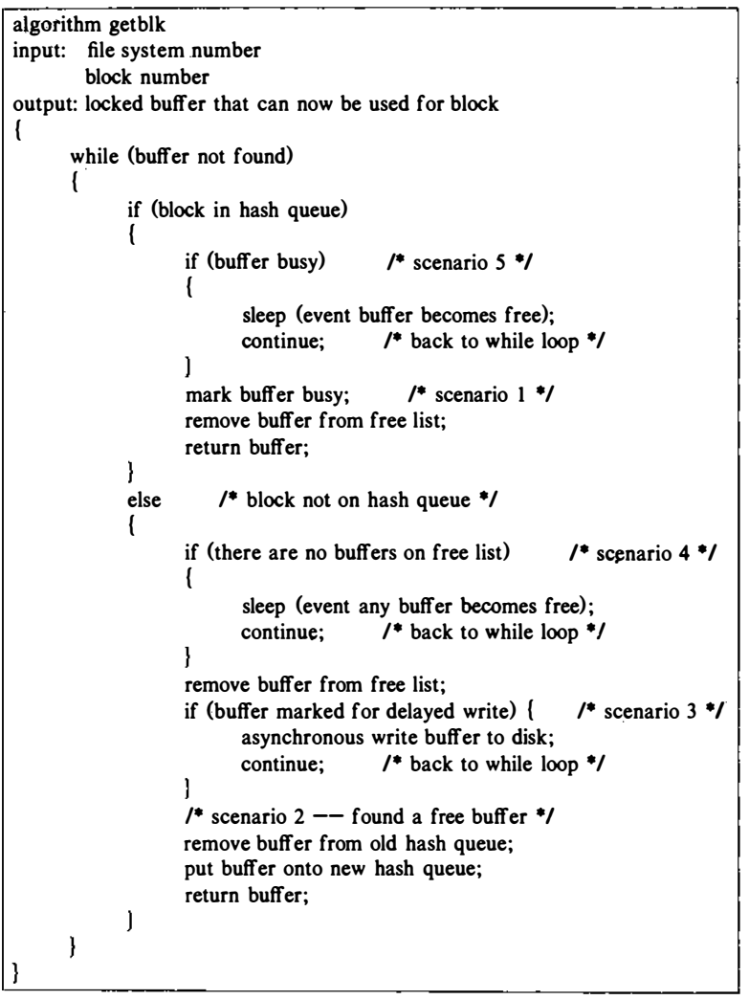 algorithm getblk
input: file system number
block number
output: locked buffer that can now be used for block
{
while (buffer not found)
{
if (block in hash queue)
{
if (buffer busy) /* scenario 5 */
{
sleep (event buffer becomes free);
continue; /* back to while loop */
}
mark buffer busy; /* scenario 1 */
remove buffer from free list;
return buffer;
}
else /* block not on hash queue */
{
if (there are no buffers on free list) /* scenario 4 */
{
sleep (event any buffer becomes free);
continue; /* back to while loop */
}
remove buffer from free list;
if (buffer marked for delayed write) { /* scenario 3 */
asynchronous write buffer to disk;
continue; /* back to while loop */
}
/* scenario 2 -- found a free buffer */
remove buffer from old hash queue;
put buffer onto new hash queue;
return buffer;
}
}
}